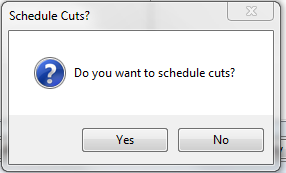 Schedule Cuts?
Do you want to schedule cuts?
Yes No